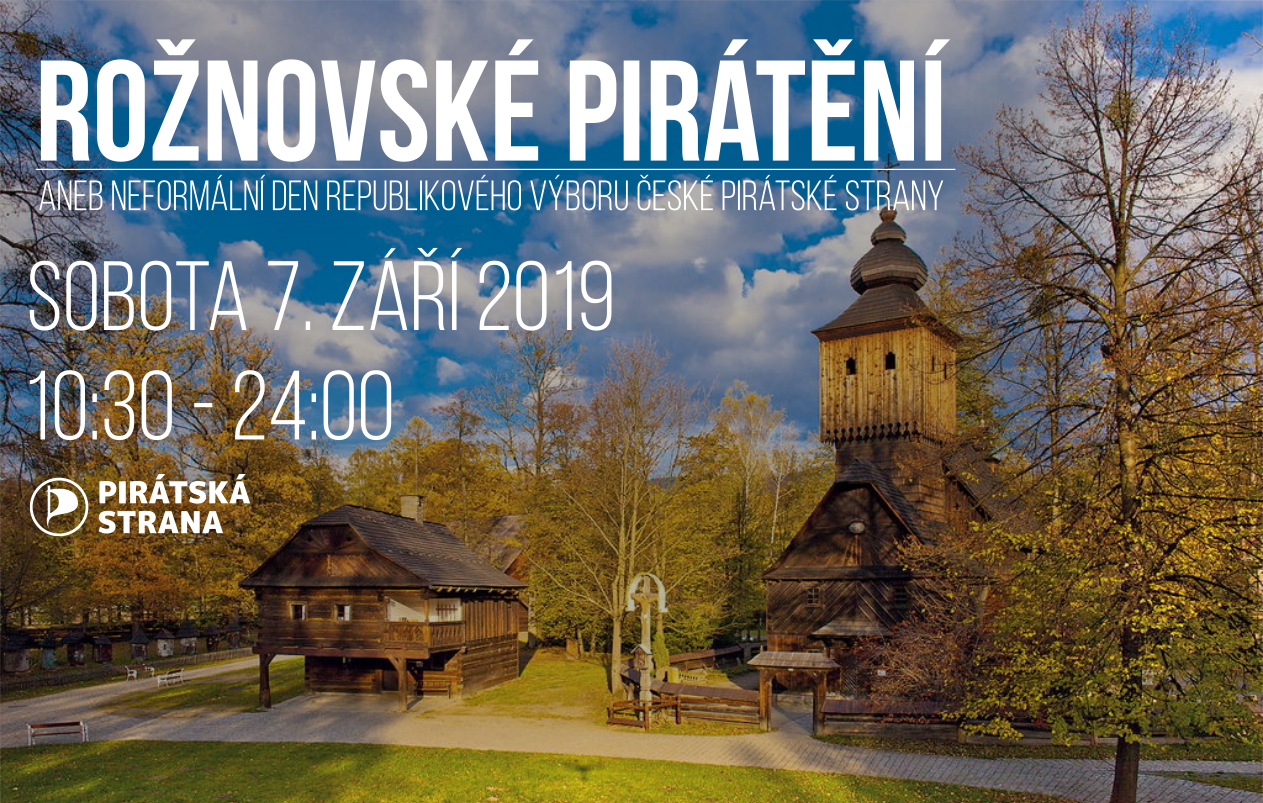 ROŽNOVSKÉ PIRÁTĚNÍ
ANEB NEFORMÁLNÍ DEN REPUBLIKOVÉHO VÝBORU ČESKÉ PIRÁTSKÉ STRANY
SOBOTA 7. ZÁŘÍ 2019
10:30 - 24:00
PIRÁTSKÁ
STRANA